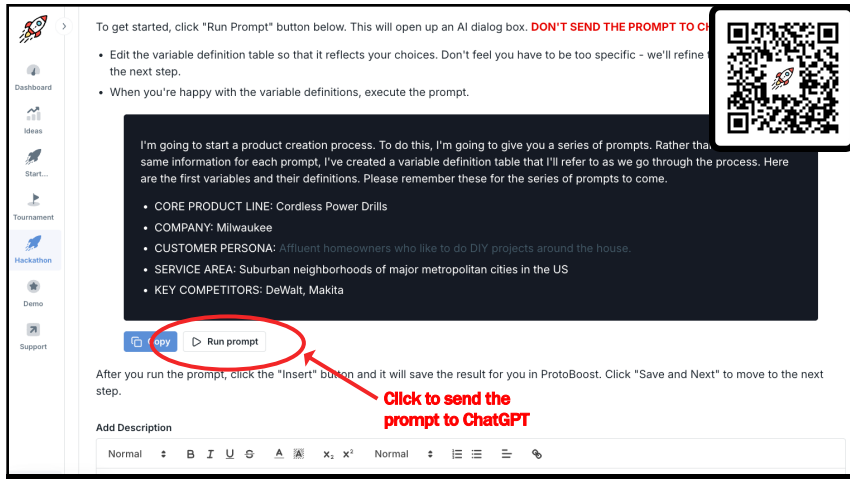 To get started, click "Run Prompt" button below. This will open up an AI dialog box. DON'T SEND THE PROMPT TO CH
• Edit the variable definition table so that it reflects your choices. Don't feel you have to be too specific - we'll refine
the next step.
• When you're happy with the variable definitions, execute the prompt.
Dashboard
Ideas
Start...
Tournament
Hackathon
Demo
Support
I'm going to start a product creation process. To do this, I'm going to give you a series of prompts. Rather
same information for each prompt, I've created a variable definition table that I'll refer to as we go through the process. Here
are the first variables and their definitions. Please remember these for the series of prompts to come.
• CORE PRODUCT LINE: Cordless Power Drills
• COMPANY: Milwaukee
• CUSTOMER PERSONA: Affluent homeowners who like to do DIY projects around the house.
• SERVICE AREA: Suburban neighborhoods of major metropolitan cities in the US
• KEY COMPETITORS: DeWalt, Makita
Copy Run prompt
After you run the prompt, click the "Insert" button and it will save the result for you in ProtoBoost. Click "Save and Next" to move to the next
step.
Click to send the
prompt to ChatGPT
Add Description
Normal B I U S A A x₂ x² Normal